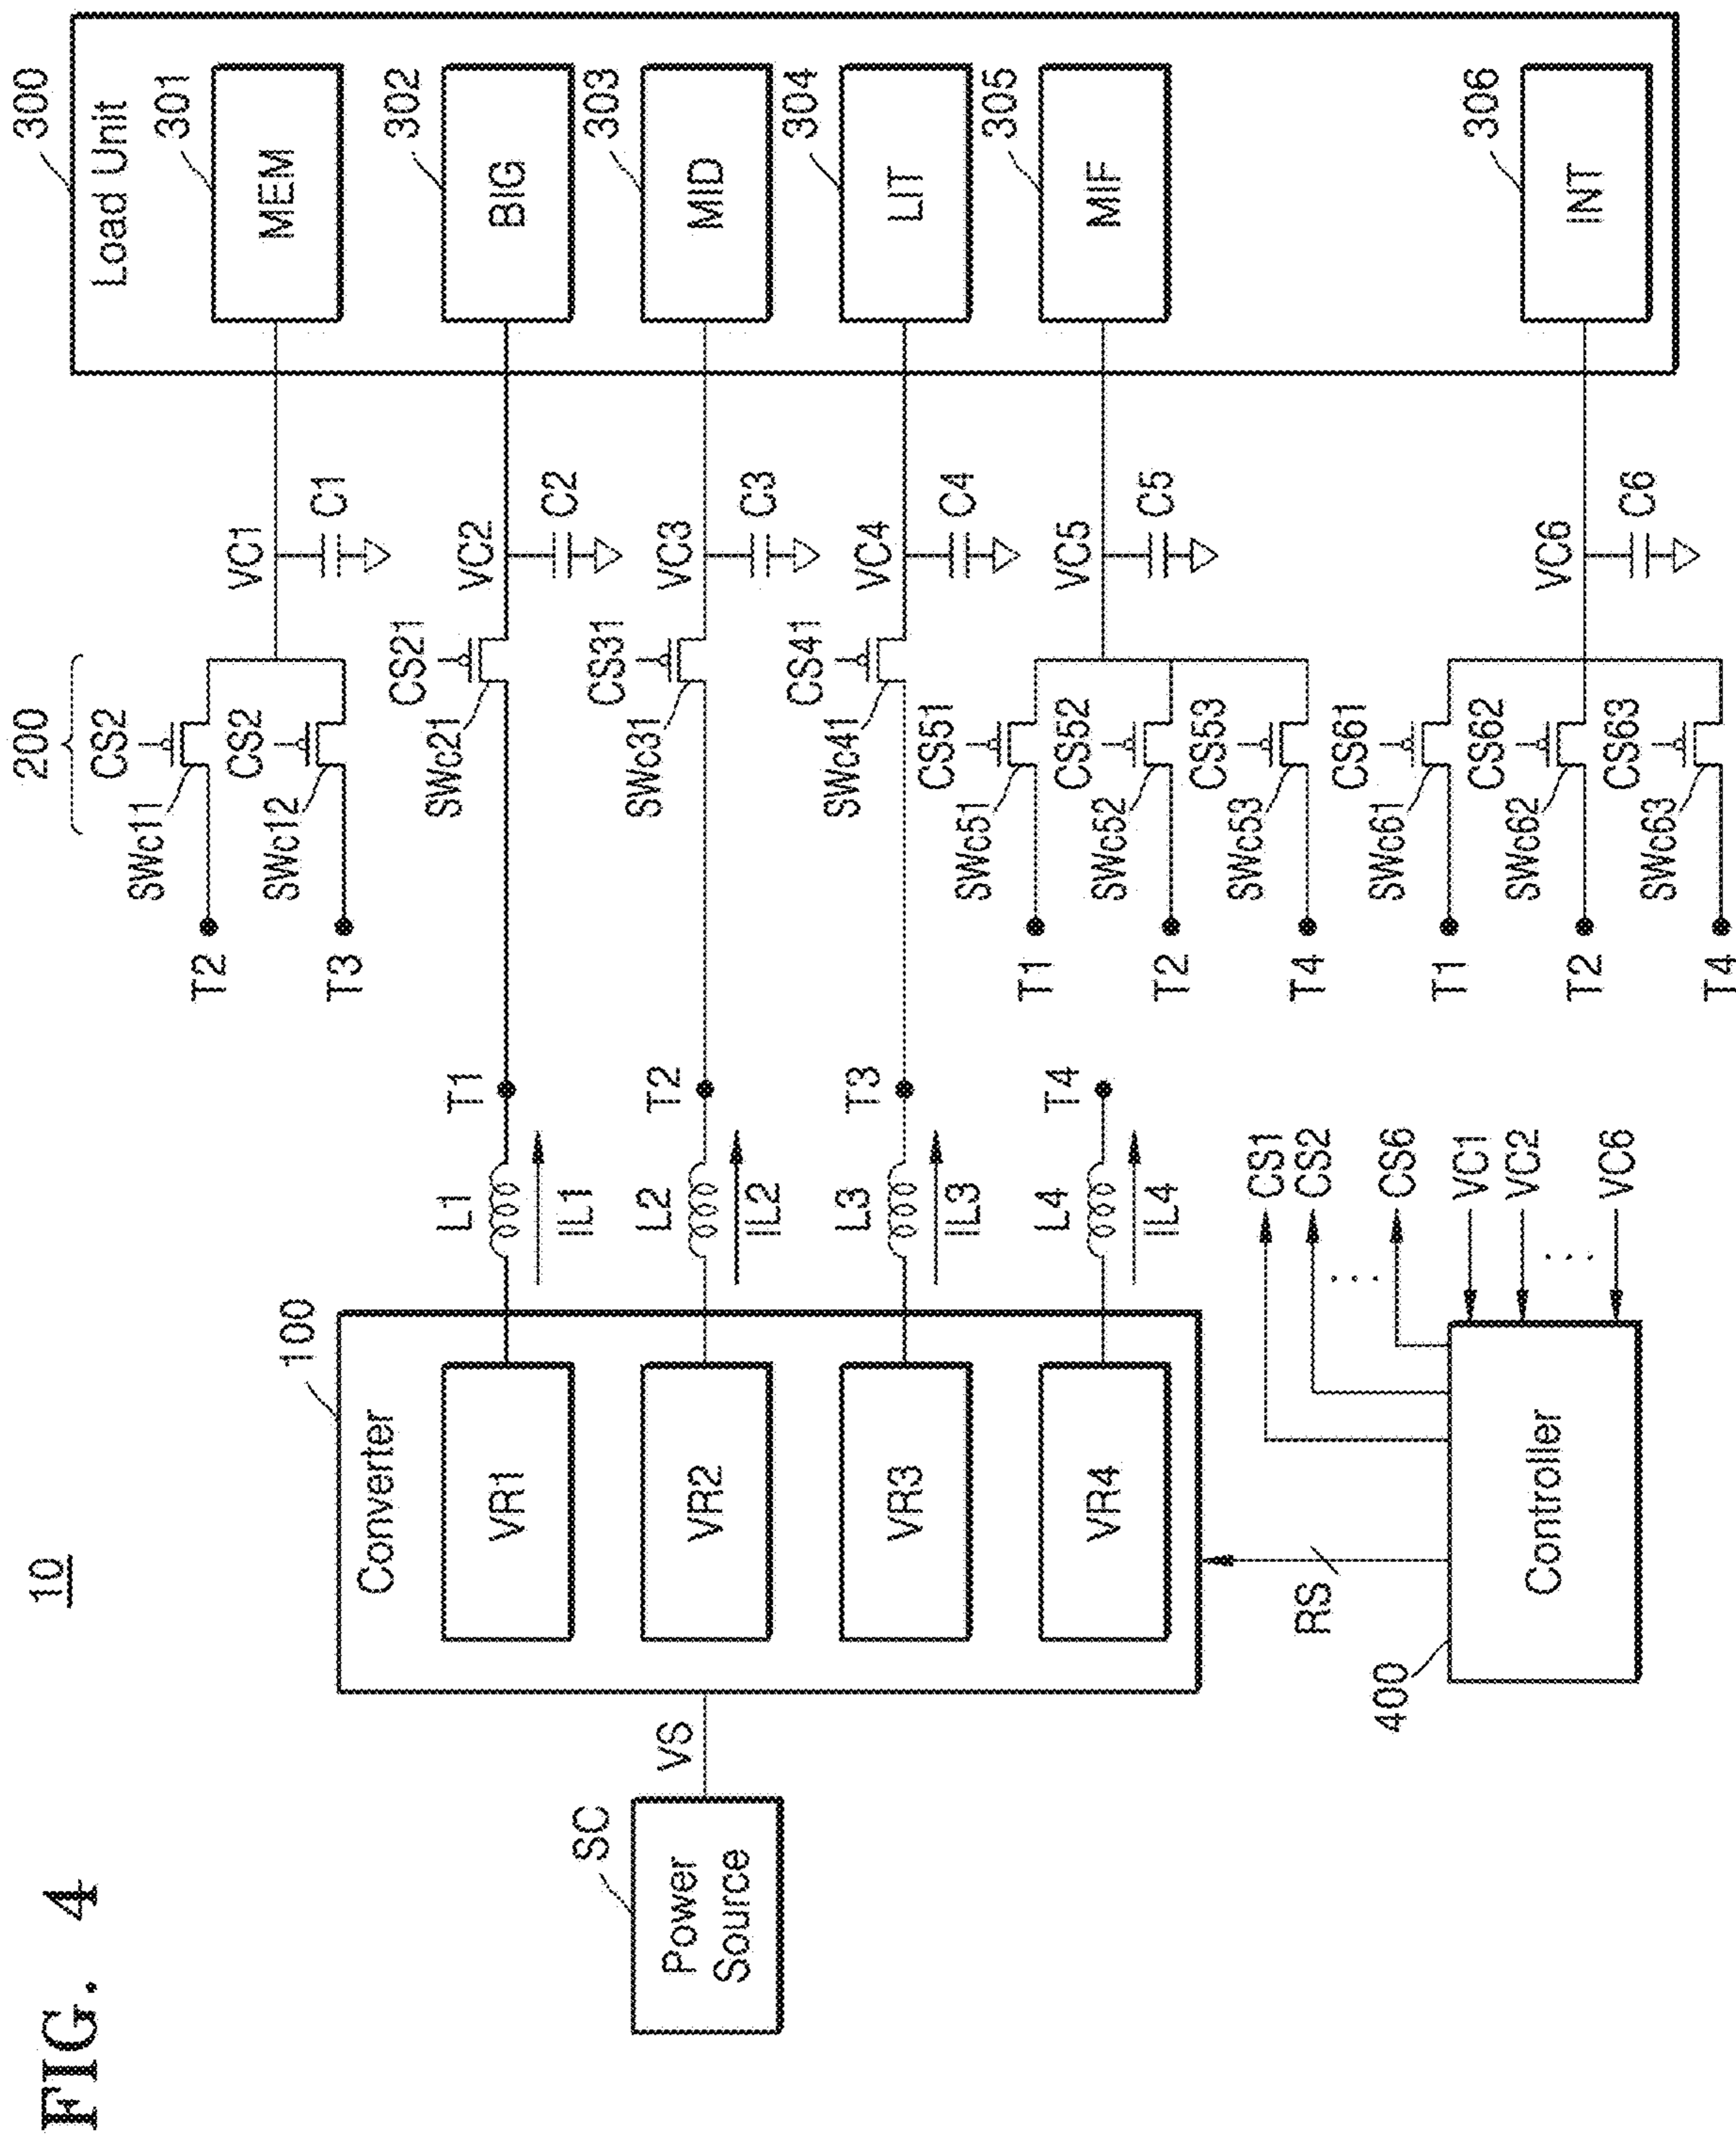 FIG. 4
10
Power
Source
SC
VS
100
Converter
VR1
VR2
VR3
VR4
L1
IL1
T1
L2
IL2
T2
L3
IL3
T3
L4
IL4
T4
RS
400
Controller
CS1
CS2
. . .
CS6
VC1
VC2
. . .
VC6
200
CS2
SWc11
T2
CS2
SWc12
T3
VC1
C1
CS21
SWc21
VC2
C2
CS31
SWc31
VC3
C3
CS41
SWc41
VC4
C4
CS51
SWc51
T1
CS52
SWc52
T2
CS53
SWc53
T4
VC5
C5
CS61
SWc61
T1
CS62
SWc62
T2
CS63
SWc63
T4
VC6
C6
300
Load Unit
301
MEM
302
BIG
303
MID
304
LIT
305
MIF
306
INT